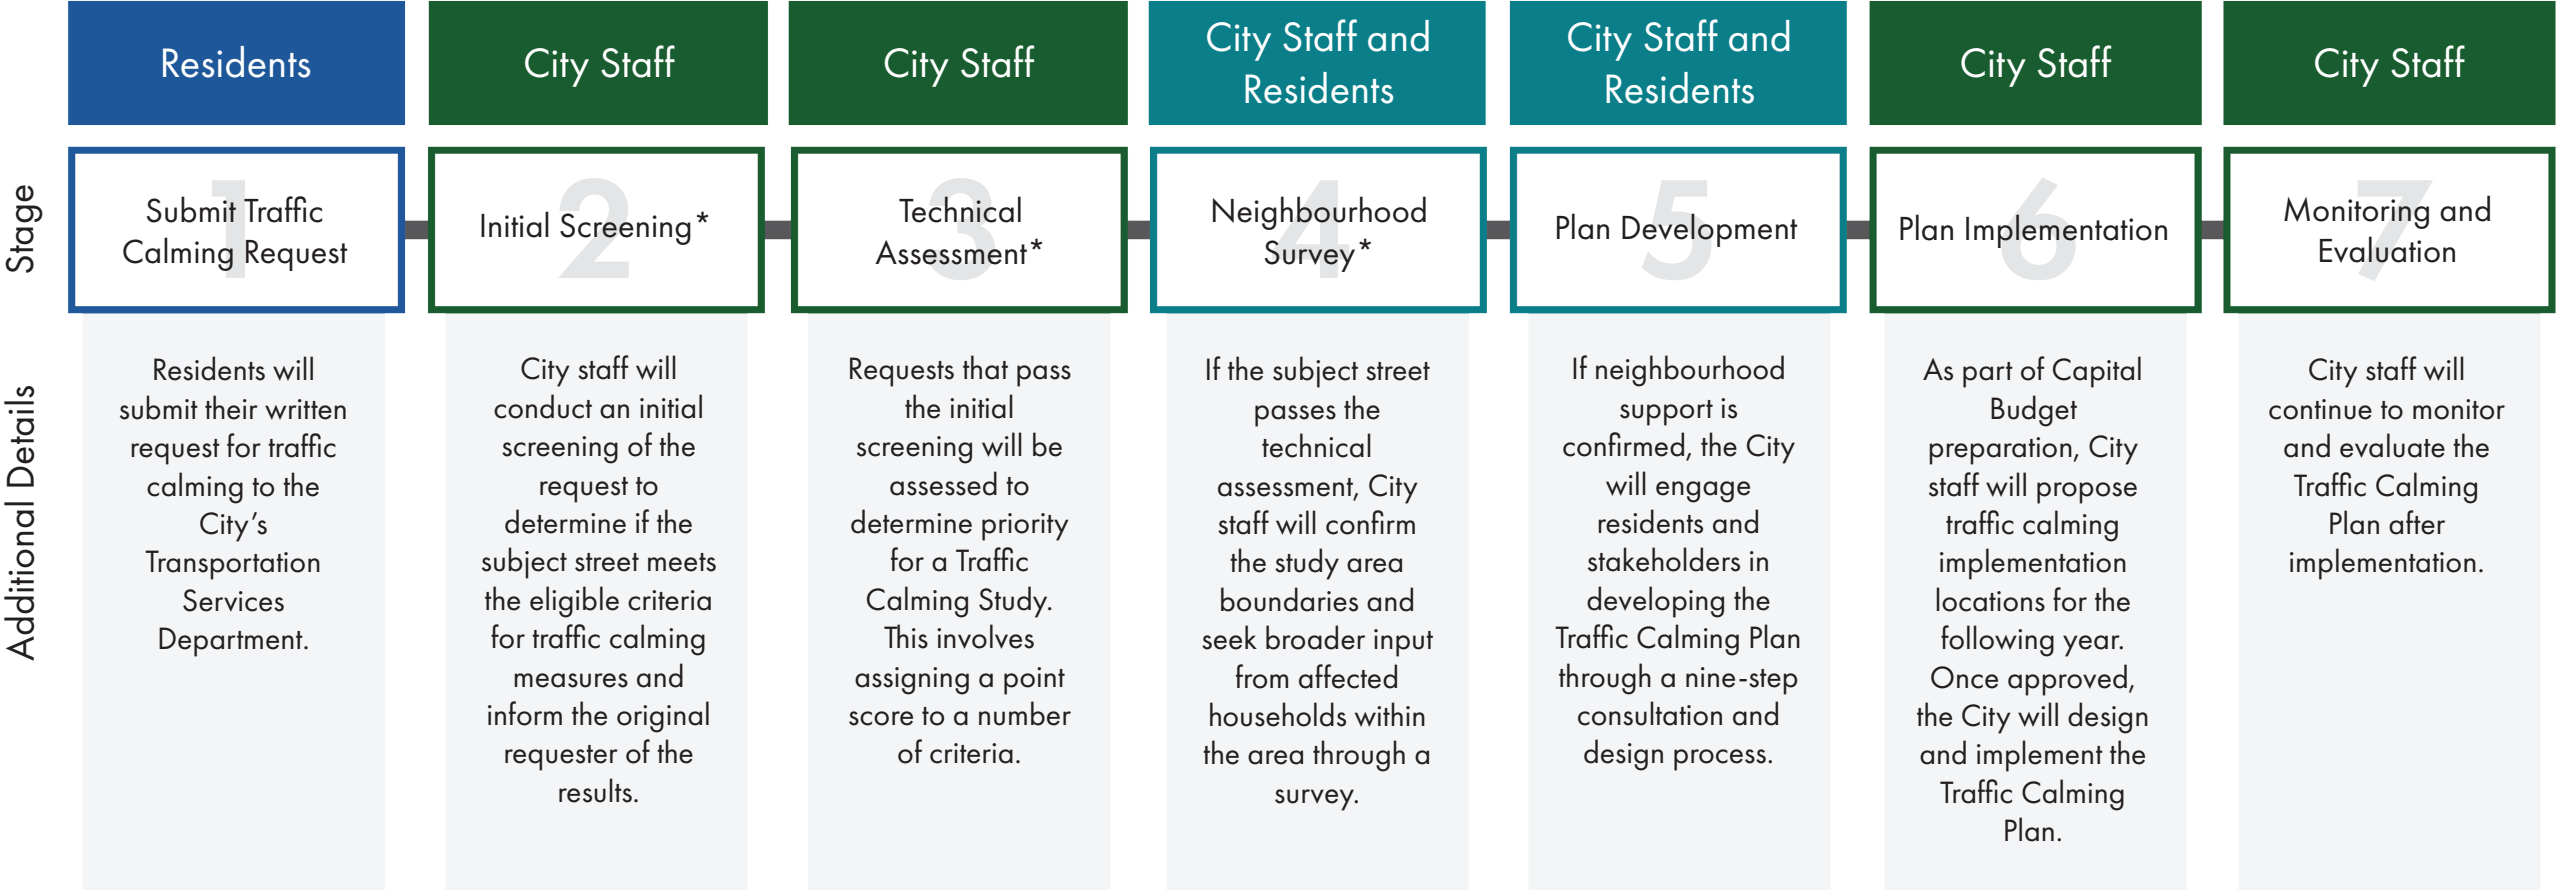 Residents
City Staff
City Staff
City Staff and
Residents
City Staff and
Residents
City Staff
City Staff
Stage
1
Submit Traffic
Calming Request
2
Initial Screening*
3
Technical
Assessment*
4
Neighbourhood
Survey*
5
Plan Development
6
Plan Implementation
7
Monitoring and
Evaluation
Additional Details
Residents will
submit their written
request for traffic
calming to the
City’s
Transportation
Services
Department.
City staff will
conduct an initial
screening of the
request to
determine if the
subject street meets
the eligible criteria
for traffic calming
measures and
inform the original
requester of the
results.
Requests that pass
the initial
screening will be
assessed to
determine priority
for a Traffic
Calming Study.
This involves
assigning a point
score to a number
of criteria.
If the subject street
passes the
technical
assessment, City
staff will confirm
the study area
boundaries and
seek broader input
from affected
households within
the area through a
survey.
If neighbourhood
support is
confirmed, the City
will engage
residents and
stakeholders in
developing the
Traffic Calming Plan
through a nine-step
consultation and
design process.
As part of Capital
Budget
preparation, City
staff will propose
traffic calming
implementation
locations for the
following year.
Once approved,
the City will design
and implement the
Traffic Calming
Plan.
City staff will
continue to monitor
and evaluate the
Traffic Calming
Plan after
implementation.